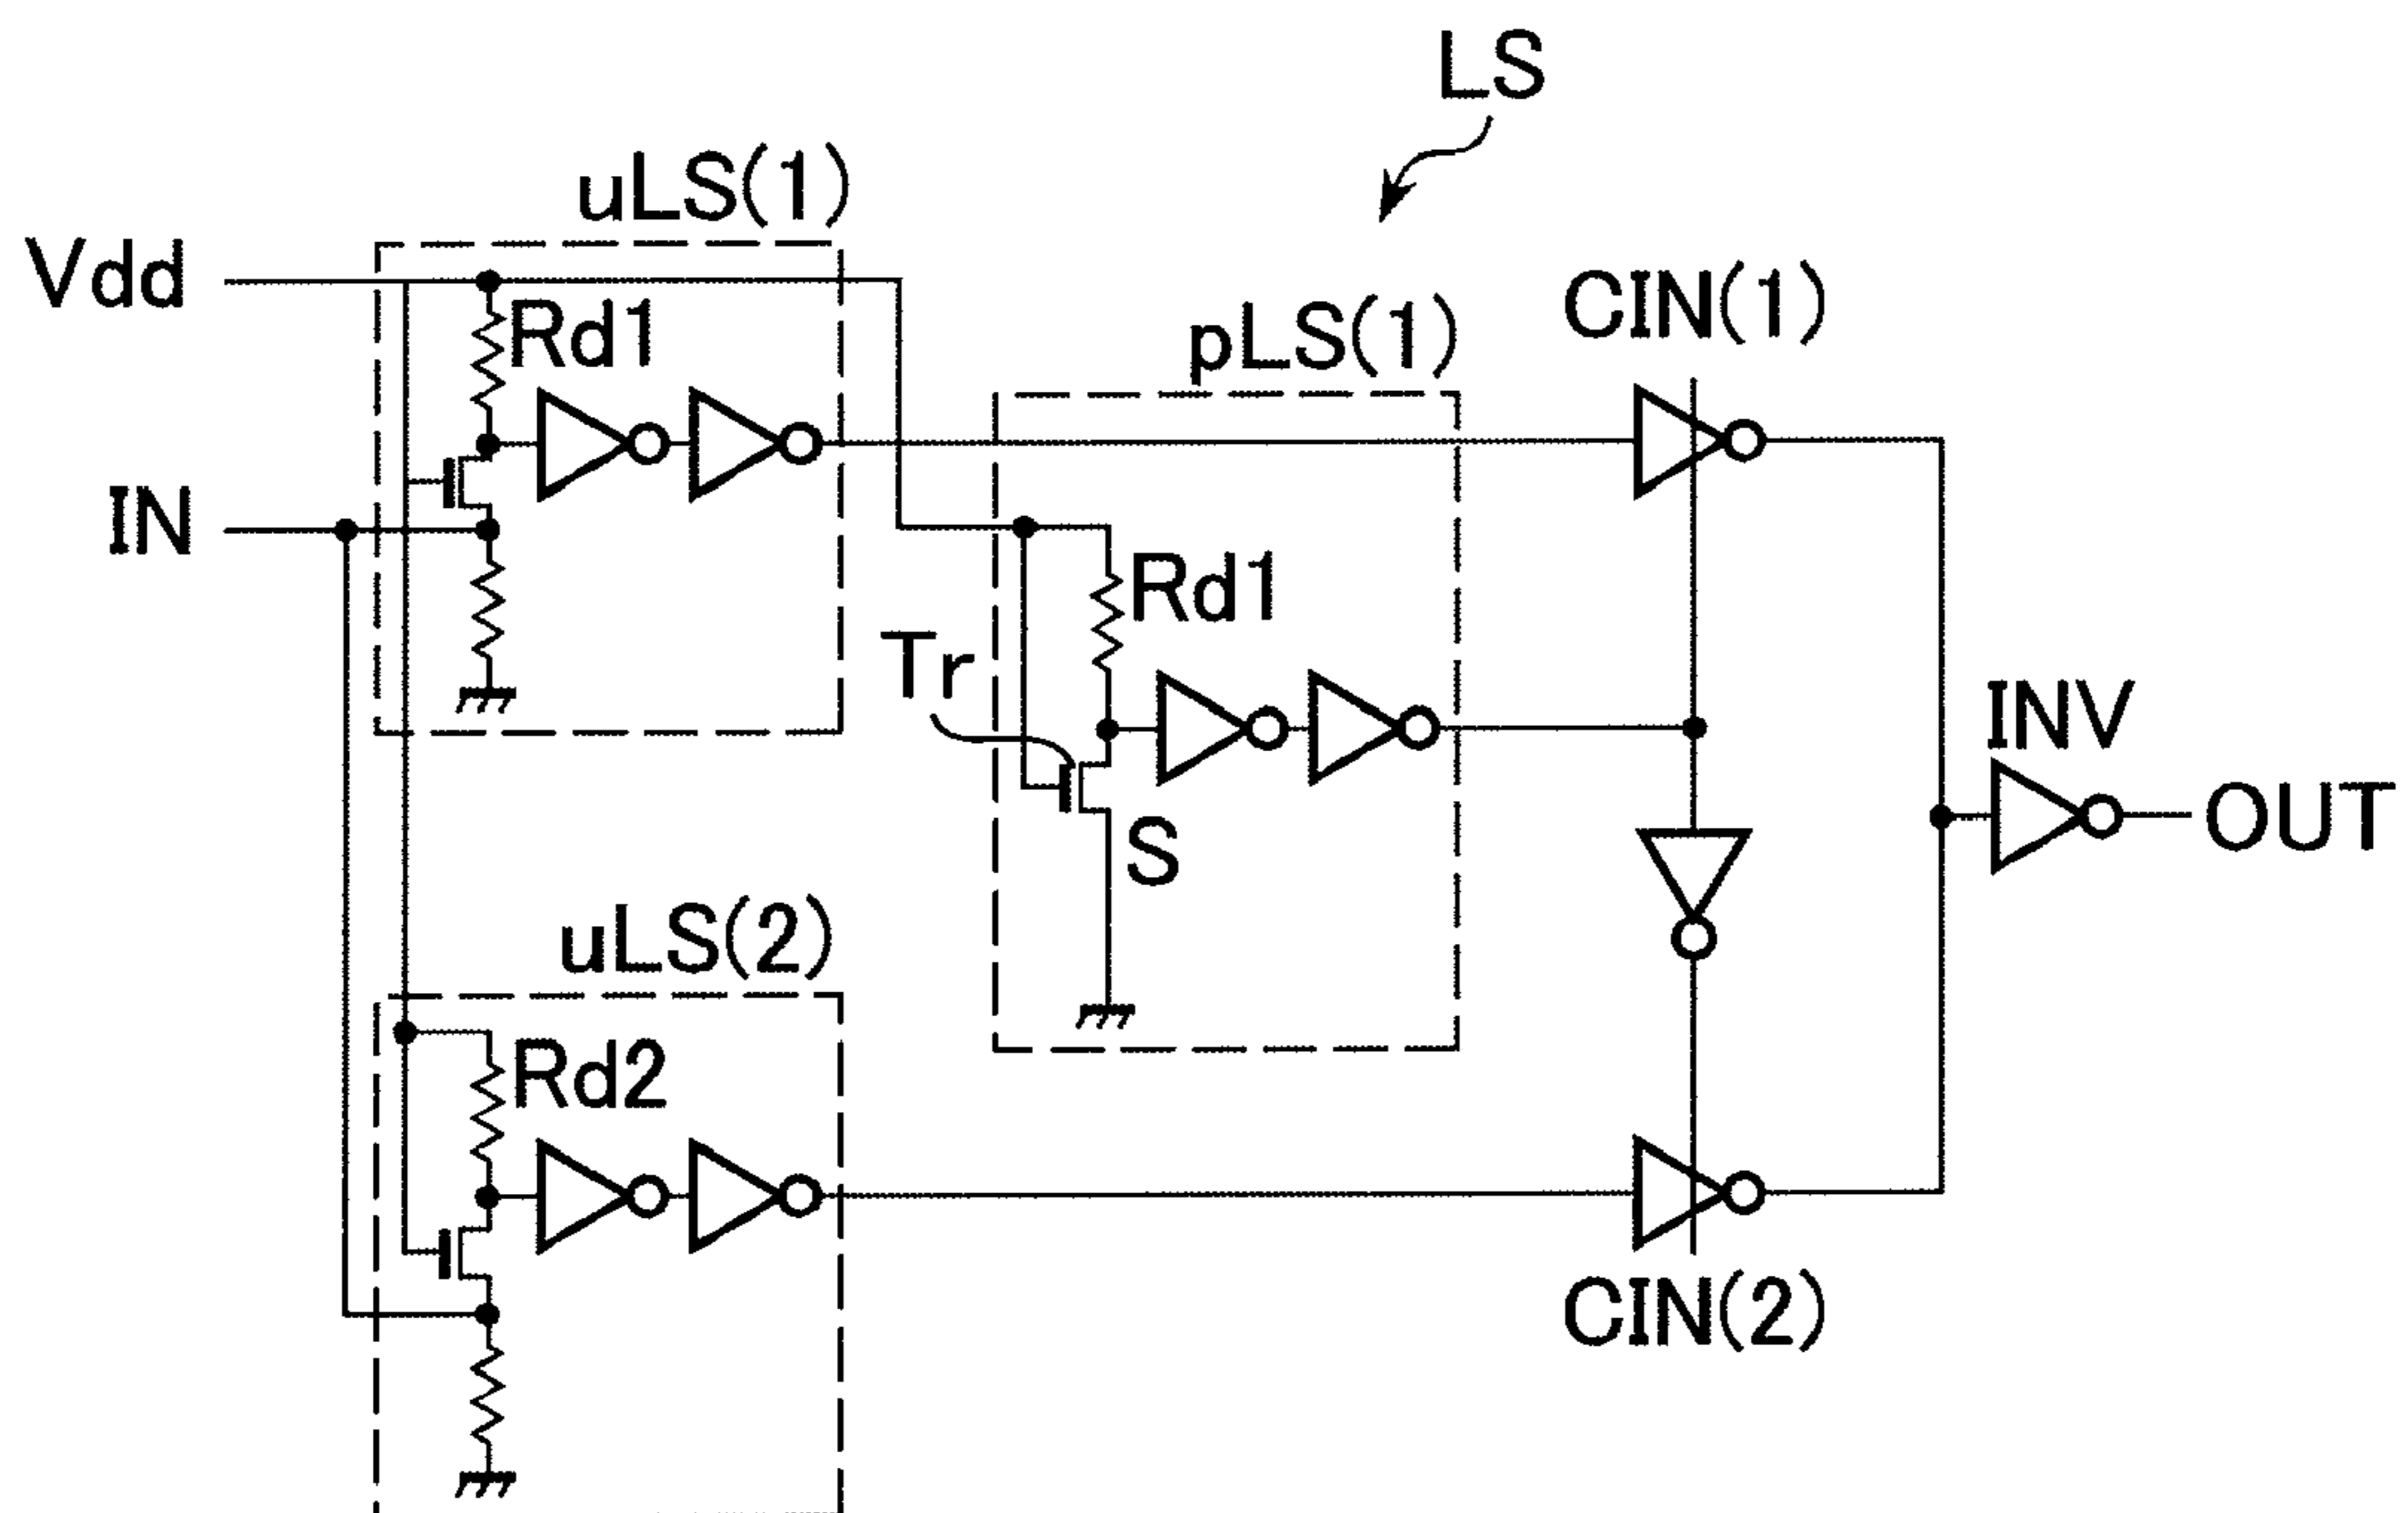 LS
uLS(1)
Vdd
CIN(1)
Rd1
pLS(1)
IN
Rd1
Tr
INV
OUT
S
uLS(2)
Rd2
CIN(2)